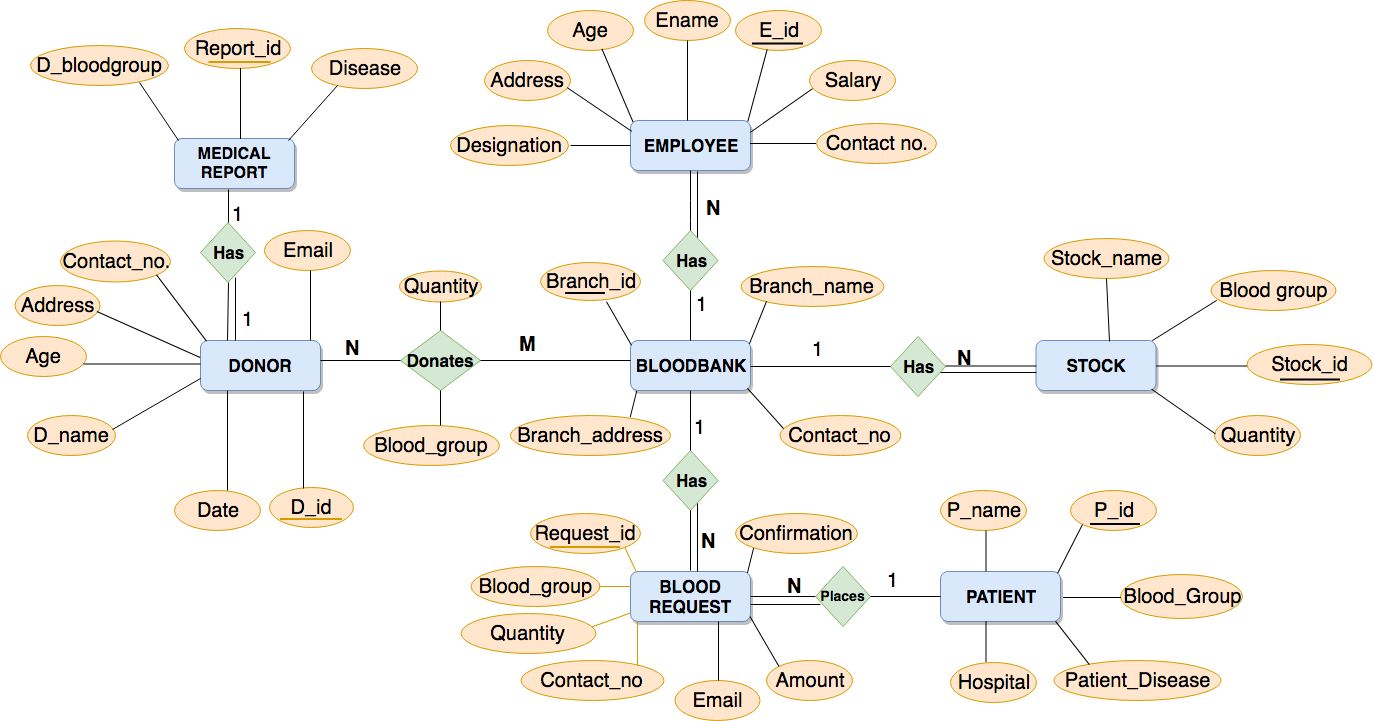 Ename
Age
E_id
Report_id
D_bloodgroup
Disease
Address
Salary
Designation
EMPLOYEE
Contact no.
MEDICAL
REPORT
1
N
Has
Email
Contact_no.
Has
Stock_name
Quantity
Branch_id
Branch_name
Blood group
Address
1
1
Age
N
M
1
N
DONOR
Donates
BLOODBANK
Has
STOCK
Stock_id
D_name
Blood_group
Branch_address
1
Contact_no
Quantity
Has
Date
D_id
P_name
P_id
Request_id
N
Confirmation
Blood_group
BLOOD
REQUEST
N
Places
1
PATIENT
Blood_Group
Quantity
Contact_no
Email
Amount
Hospital
Patient_Disease